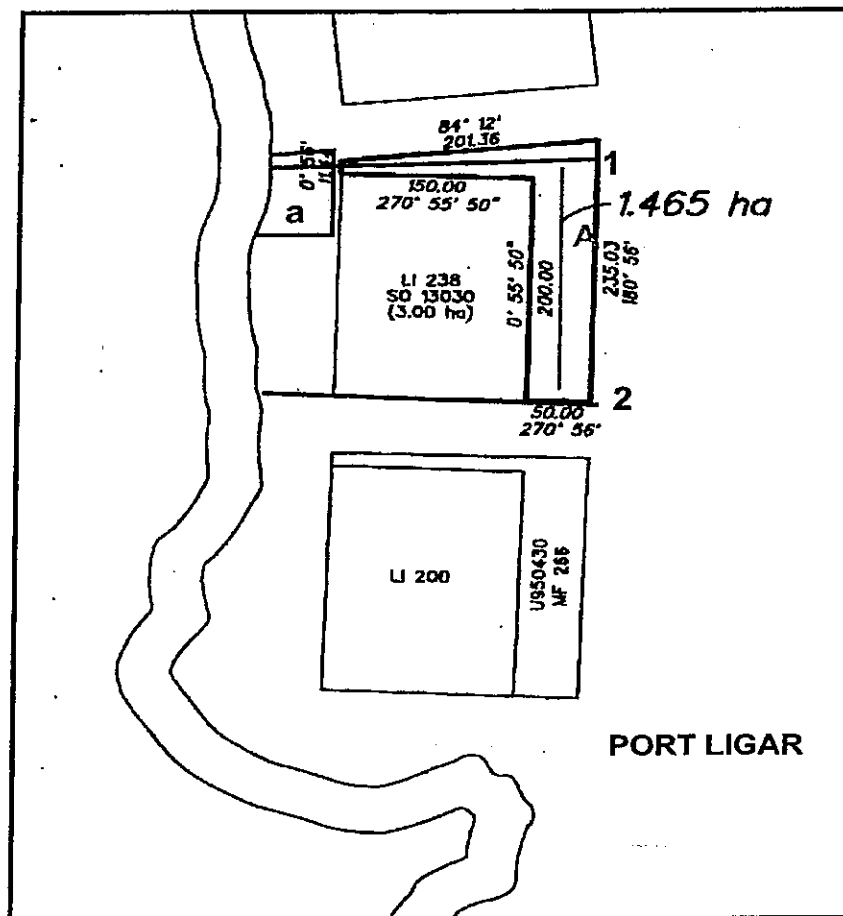 84° 12'
201.36
1
0° 56'
150.00
270° 55' 50"
1.465 ha
a
A
LI 238
SO 13030
(3.00 ha)
0° 55' 50"
200.00
235.03
180° 56'
50.00
270° 56'
2
LI 200
U950430
MF 266
PORT LIGAR